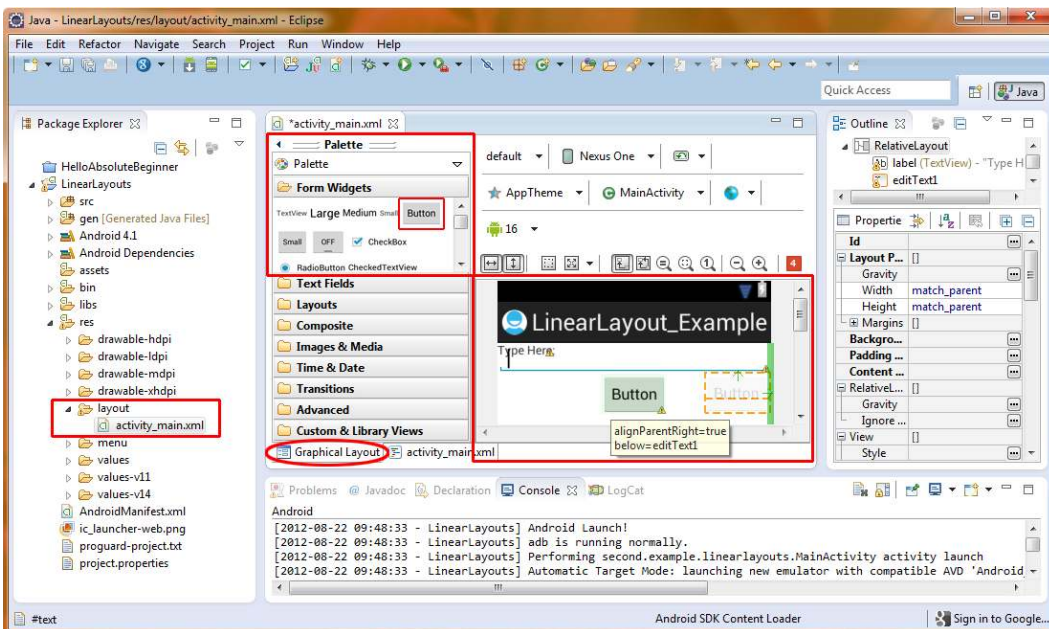 Java - LinearLayouts/res/layout/activity_main.xml - Eclipse
File Edit Refactor Navigate Search Project Run Window Help
Quick Access
Java
Package Explorer
HelloAbsoluteBeginner
LinearLayouts
src
gen [Generated Java Files]
Android 4.1
Android Dependencies
assets
bin
libs
res
drawable-hdpi
drawable-ldpi
drawable-mdpi
drawable-xhdpi
layout
activity_main.xml
menu
values
values-v11
values-v14
AndroidManifest.xml
ic_launcher-web.png
proguard-project.txt
project.properties
*activity_main.xml
Palette
Palette
Form Widgets
TextView Large Medium Small Button
Small OFF CheckBox
RadioButton CheckedTextView
Text Fields
Layouts
Composite
Images & Media
Time & Date
Transitions
Advanced
Custom & Library Views
Graphical Layout activity_main.xml
default Nexus One
AppTheme MainActivity
16
1 4
LinearLayout_Example
Type Here:
Button Button
alignParentRight=true
below=editText1
Outline
RelativeLayout
label (TextView) - "Type H
editText1
Propertie
Id
Layout P... []
Gravity
Width match_parent
Height match_parent
Margins []
Backgro...
Padding ...
Content ...
RelativeL... []
Gravity
Ignore ...
View []
Style
Problems @ Javadoc Declaration Console LogCat
Android
[2012-08-22 09:48:33 - LinearLayouts] Android Launch!
[2012-08-22 09:48:33 - LinearLayouts] adb is running normally.
[2012-08-22 09:48:33 - LinearLayouts] Performing second.example.linearlayouts.MainActivity activity launch
[2012-08-22 09:48:33 - LinearLayouts] Automatic Target Mode: launching new emulator with compatible AVD 'Android_
#text
Android SDK Content Loader
Sign in to Google...